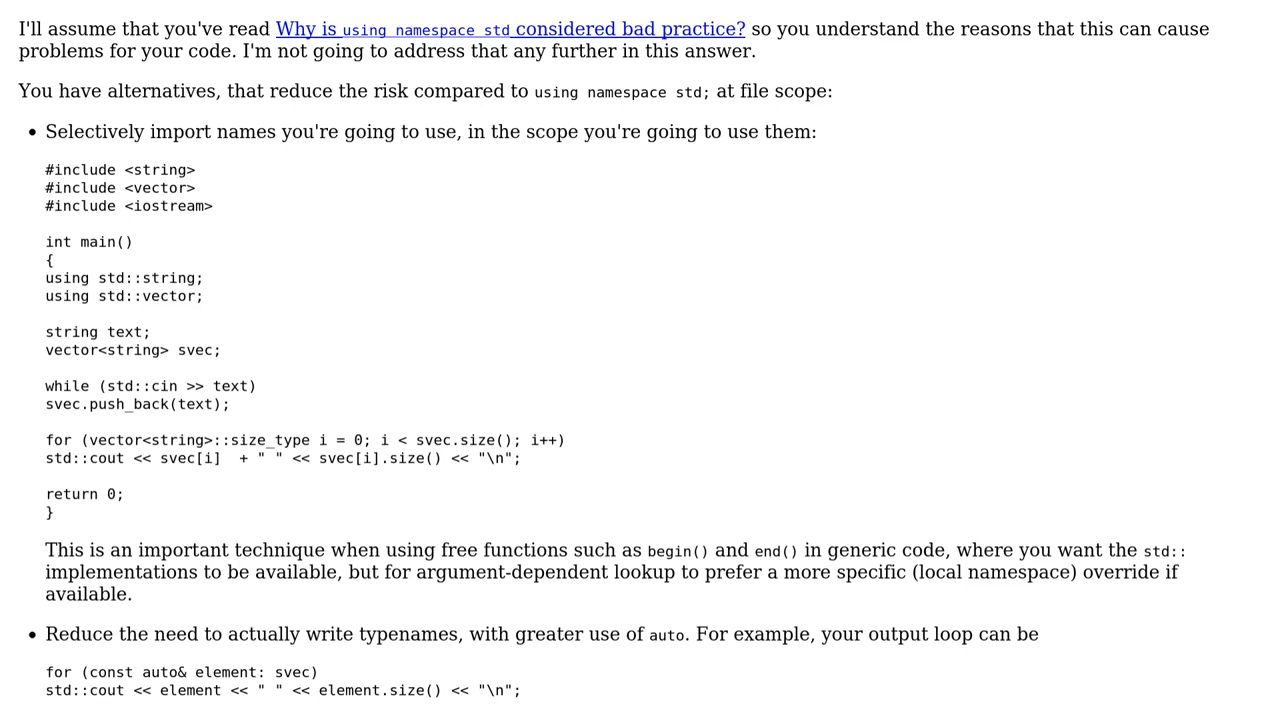 I'll assume that you've read Why is using namespace std considered bad practice? so you understand the reasons that this can cause
problems for your code. I'm not going to address that any further in this answer.
You have alternatives, that reduce the risk compared to using namespace std; at file scope:
• Selectively import names you're going to use, in the scope you're going to use them:
#include <string>
#include <vector>
#include <iostream>
int main()
{
using std::string;
using std::vector;
string text;
vector<string> svec;
while (std::cin >> text)
svec.push_back(text);
for (vector<string>::size_type i = 0; i < svec.size(); i++)
std::cout << svec[i]  + " " << svec[i].size() << "\n";
return 0;
}
This is an important technique when using free functions such as begin() and end() in generic code, where you want the std::
implementations to be available, but for argument-dependent lookup to prefer a more specific (local namespace) override if
available.
• Reduce the need to actually write typenames, with greater use of auto. For example, your output loop can be
for (const auto& element: svec)
std::cout << element << " " << element.size() << "\n";